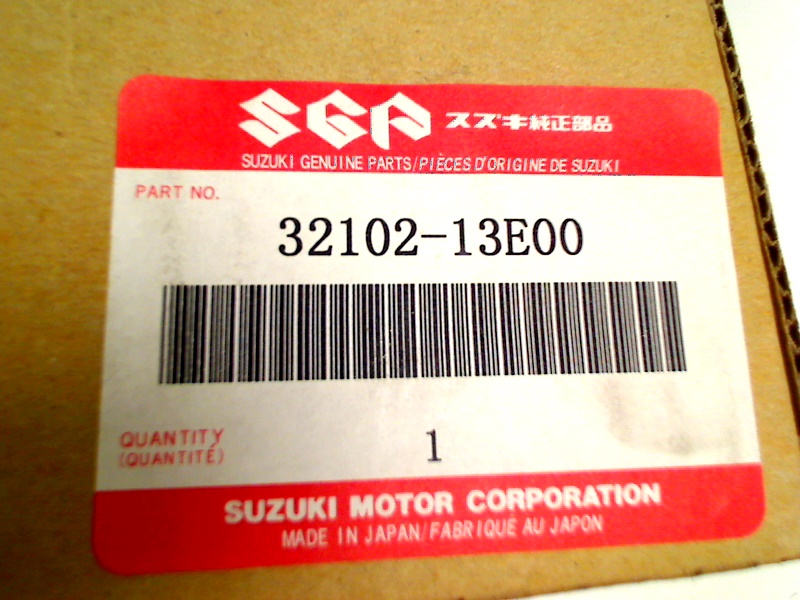 SGP スズキ純正部品
SUZUKI GENUINE PARTS/PIÈCES D'ORIGINE DE SUZUKI
PART NO.
32102-13E00
QUANTITY
(QUANTITÉ)
1
SUZUKI MOTOR CORPORATION
MADE IN JAPAN/FABRIQUÉ AU JAPON